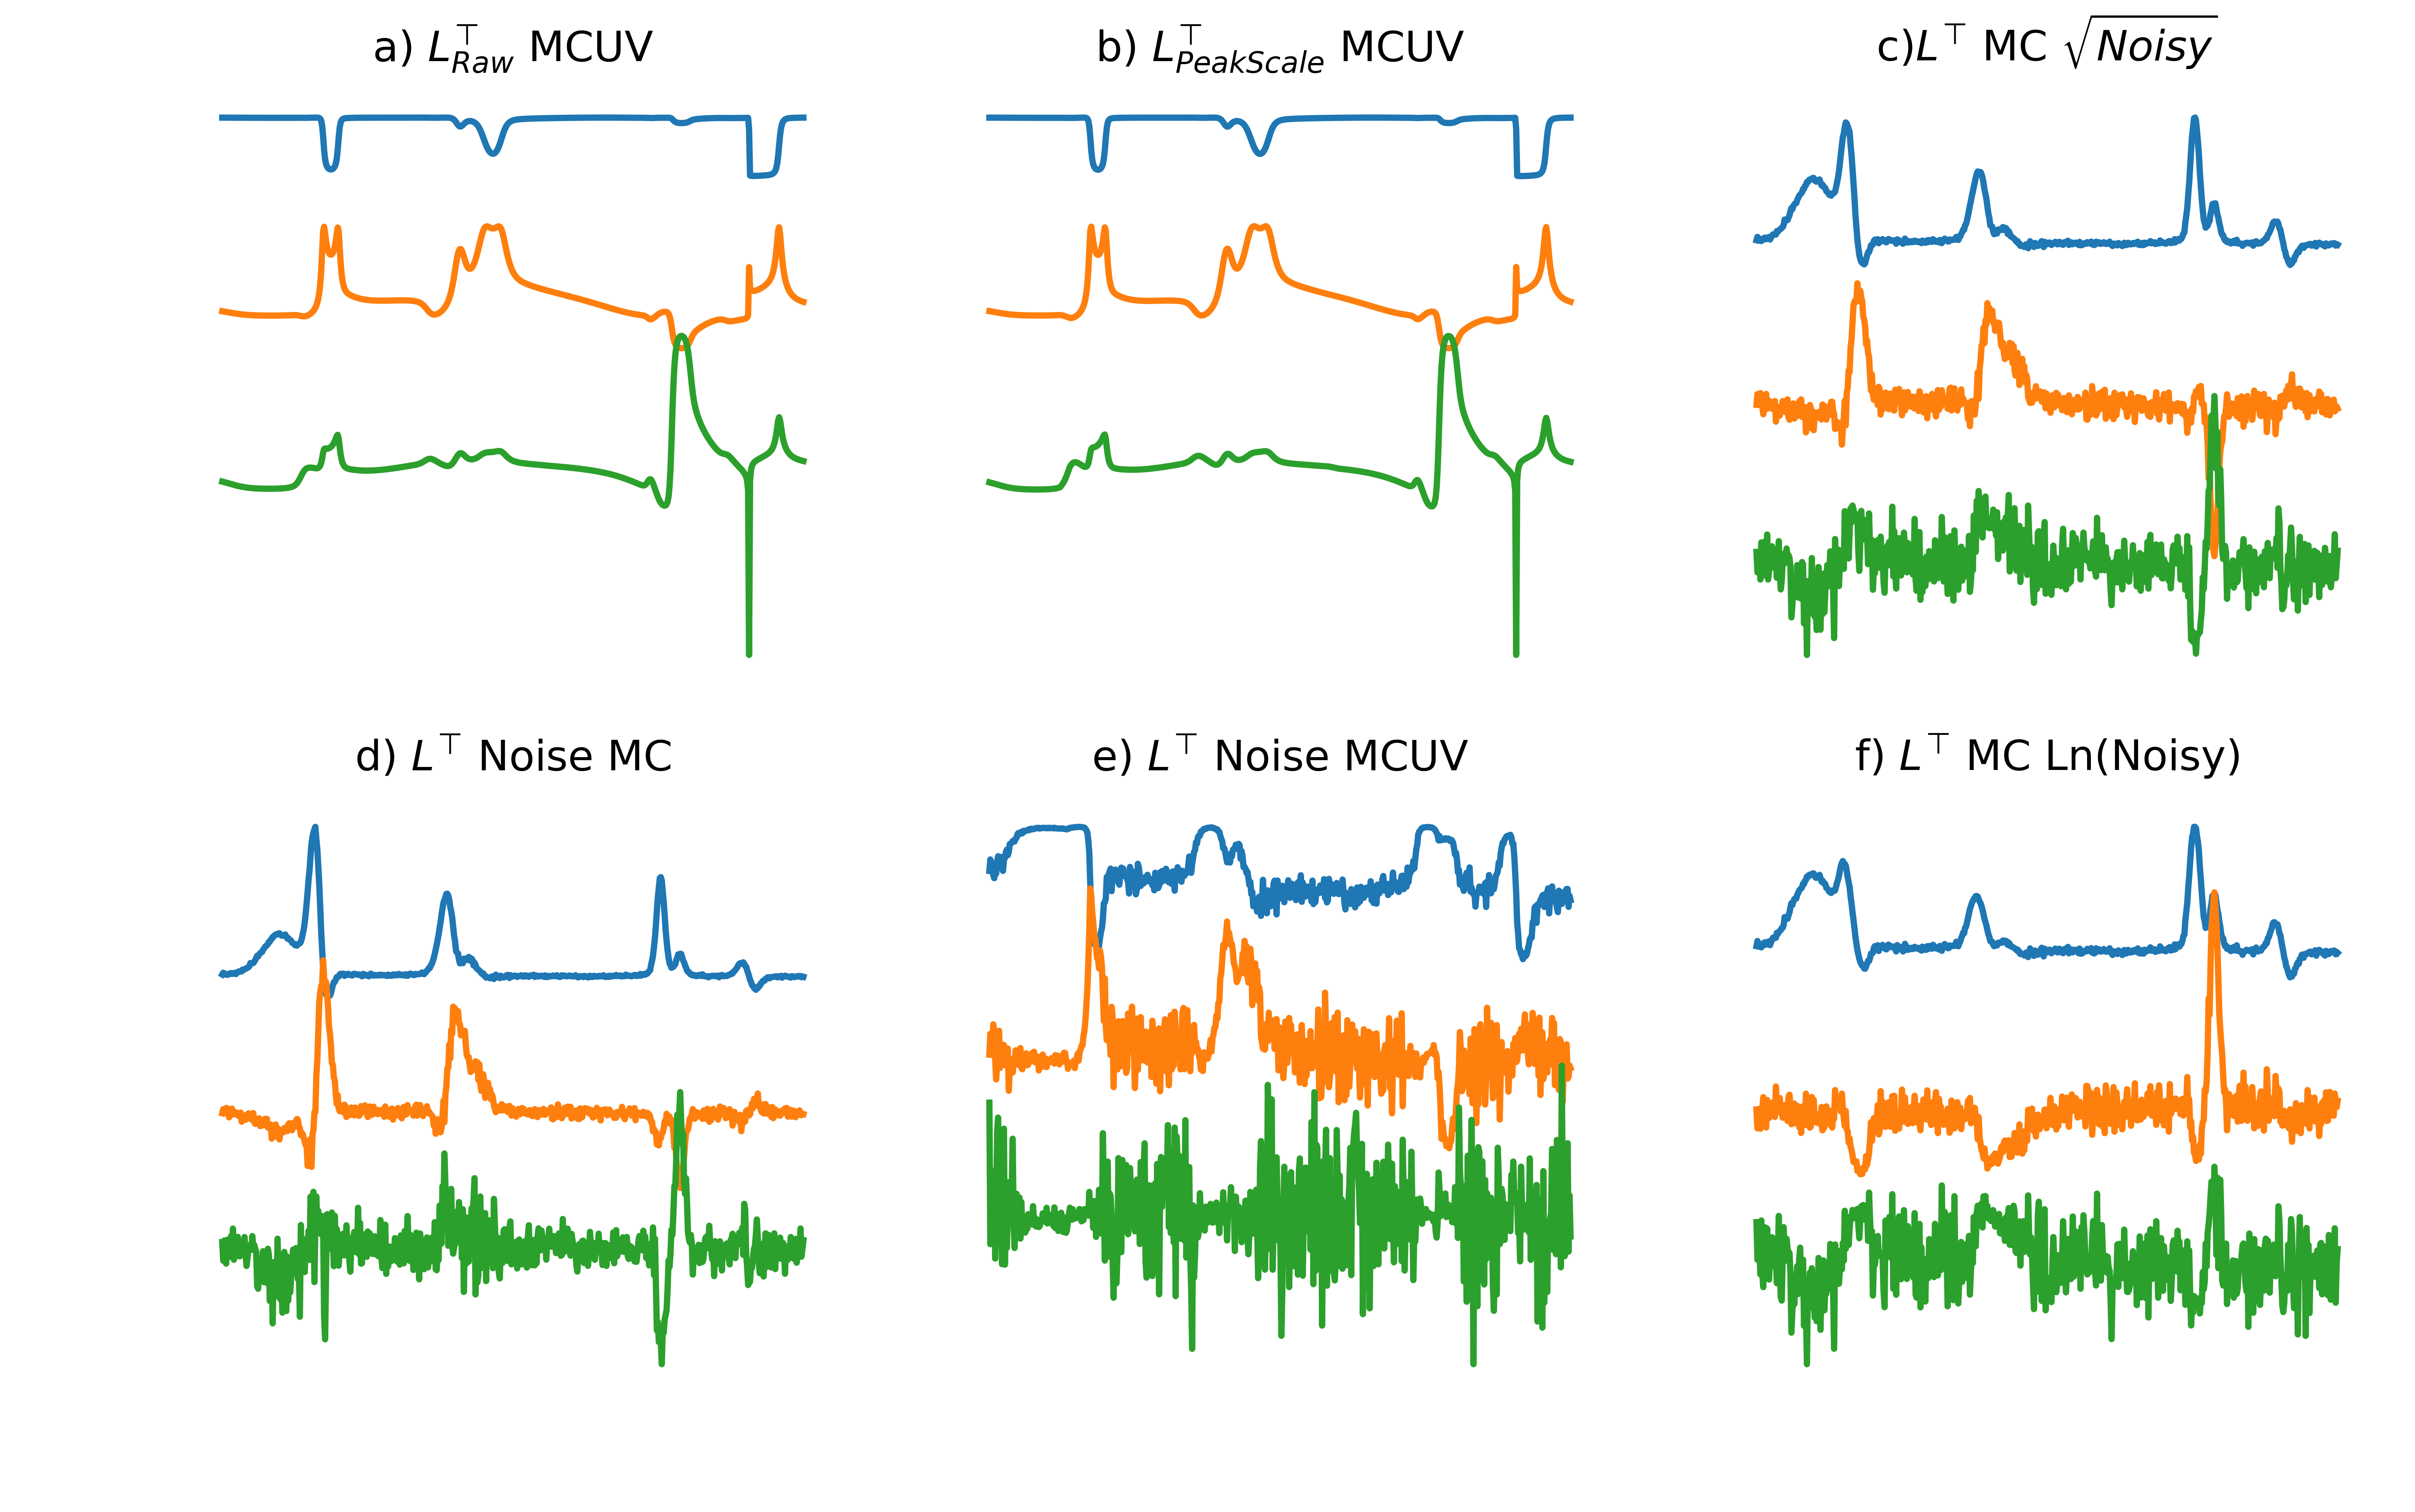 a) L⊤Raw MCUV
b) L⊤PeakScale MCUV
c)L⊤ MC √Noisy
d) L⊤ Noise MC
e) L⊤ Noise MCUV
f) L⊤ MC Ln(Noisy)